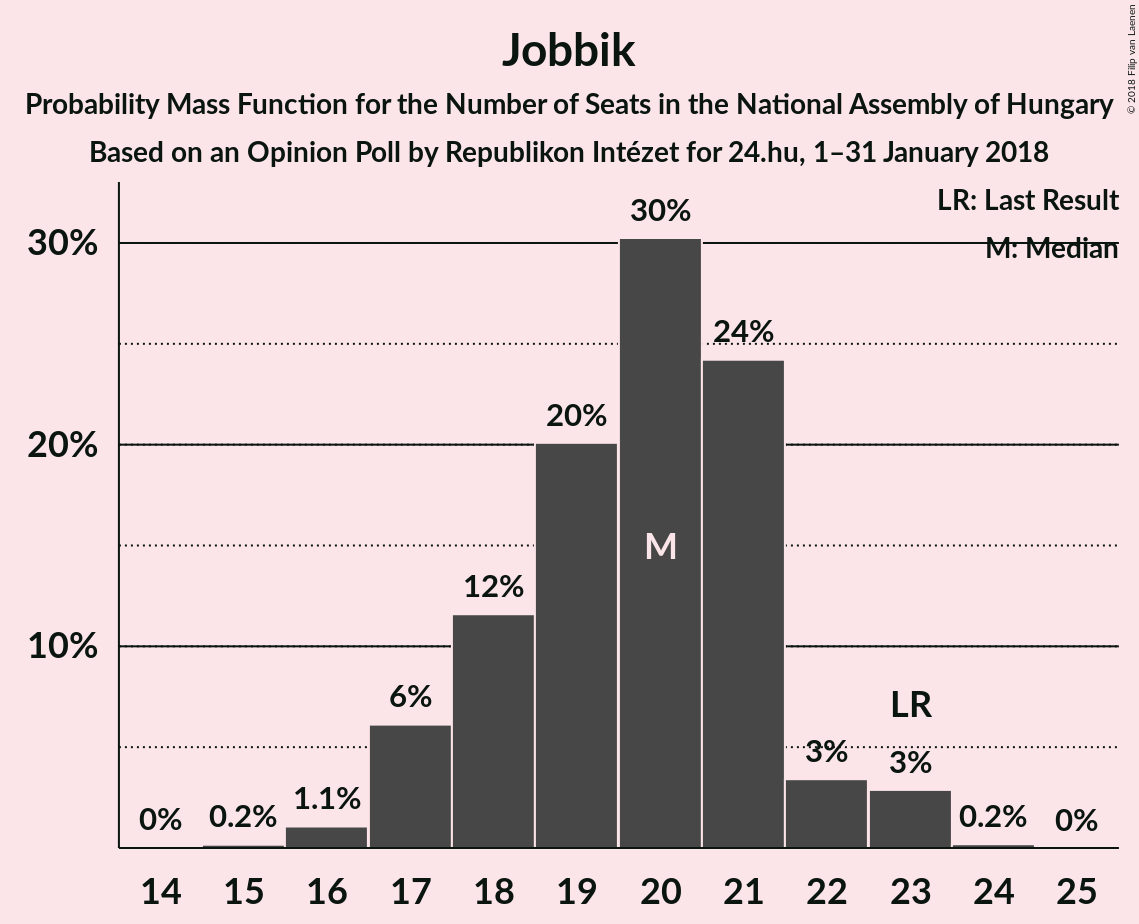 Jobbik
Probability Mass Function for the Number of Seats in the National Assembly of Hungary
Based on an Opinion Poll by Republikon Intézet for 24.hu, 1–31 January 2018
© 2018 Filip van Laenen
LR: Last Result
M: Median
30%
20%
10%
0%
0.2%
1.1%
6%
12%
20%
30%
24%
3%
3%
0.2%
0%
M
LR
14 15 16 17 18 19 20 21 22 23 24 25